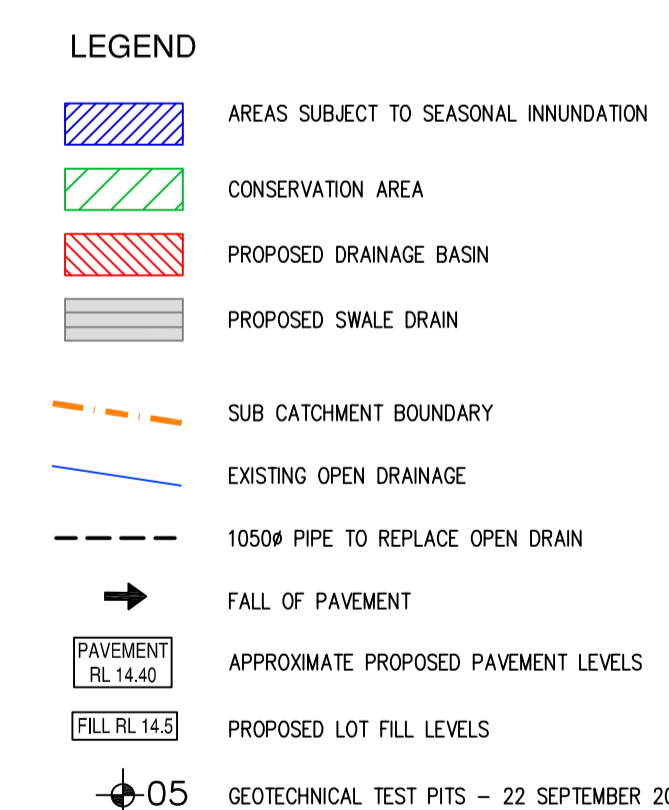 LEGEND
AREAS SUBJECT TO SEASONAL INNUNDATION
CONSERVATION AREA
PROPOSED DRAINAGE BASIN
PROPOSED SWALE DRAIN
SUB CATCHMENT BOUNDARY
EXISTING OPEN DRAINAGE
1050ø PIPE TO REPLACE OPEN DRAIN
FALL OF PAVEMENT
PAVEMENT
RL 14.40
APPROXIMATE PROPOSED PAVEMENT LEVELS
FILL RL 14.5
PROPOSED LOT FILL LEVELS
05
GEOTECHNICAL TEST PITS – 22 SEPTEMBER